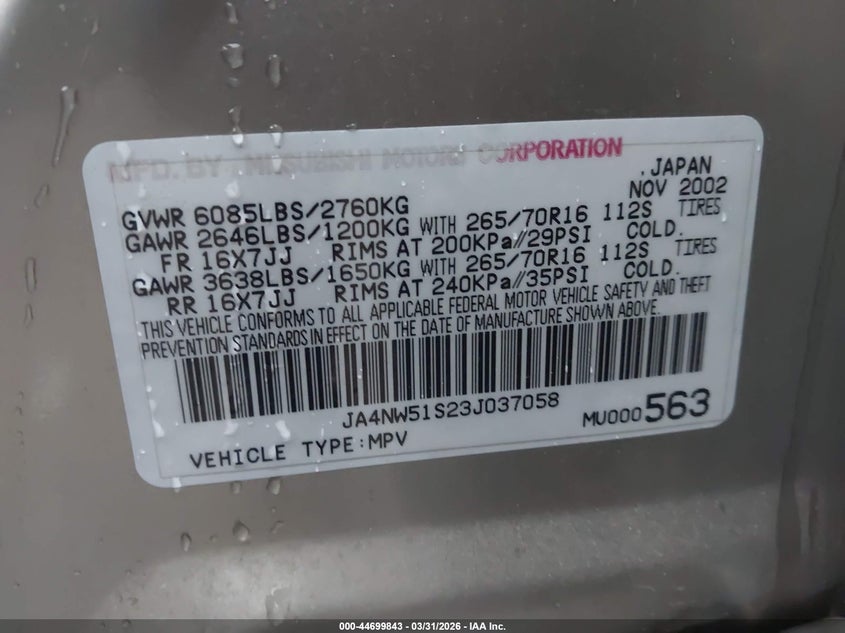 MFD. BY MITSUBISHI MOTORS CORPORATION
. JAPAN
NOV 2002
GVWR 6085LBS/2760KG
GAWR 2646LBS/1200KG WITH 265/70R16 112S TIRES
FR 16X7JJ RIMS AT 200KPa//29PSI COLD.
GAWR 3638LBS/1650KG WITH 265/70R16 112S TIRES
RR 16X7JJ RIMS AT 240KPa//35PSI COLD.
THIS VEHICLE CONFORMS TO ALL APPLICABLE FEDERAL MOTOR VEHICLE SAFETY AND THEFT
PREVENTION STANDARDS IN EFFECT ON THE DATE OF MANUFACTURE SHOWN ABOVE.
JA4NW51S23J037058
MU000563
VEHICLE TYPE:MPV
000-44699843 - 03/31/2026 - IAA Inc.